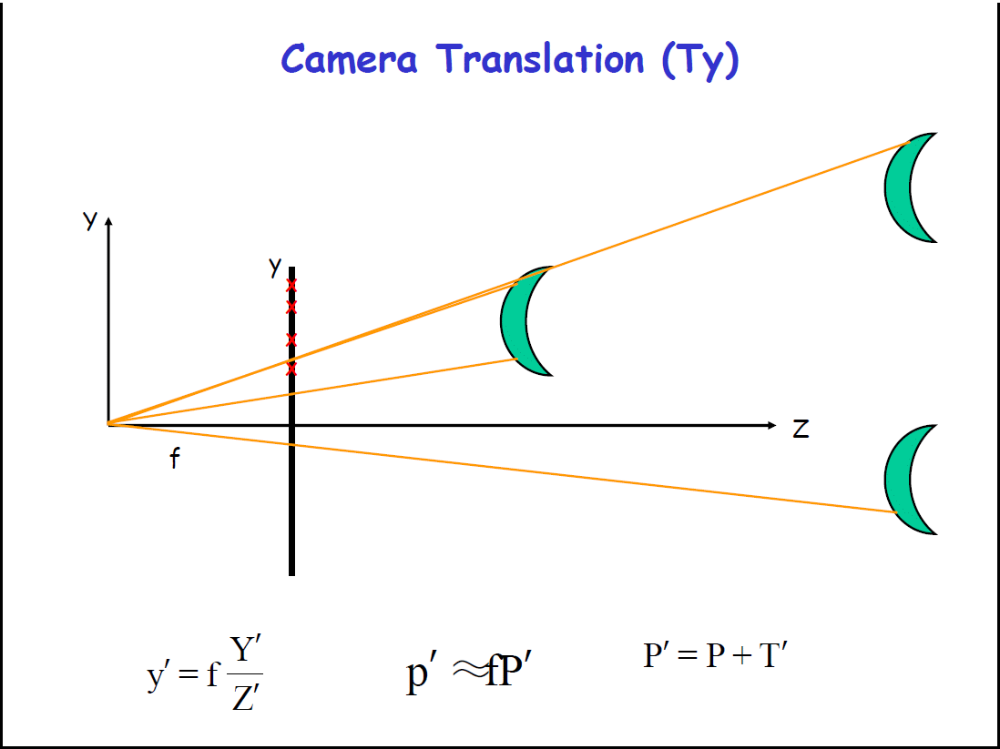 Camera Translation (Ty)
Y
y
Z
f
y′ = f Y′/Z′
p′ ≈fP′
P′ = P + T′